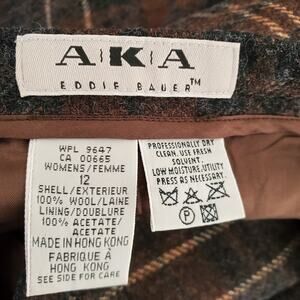 A|K|A
EDDIE BAUER™
WPL 9647
CA 00665
WOMENS/FEMME
12
SHELL/EXTERIEUR
100% WOOL/LAINE
LINING/DOUBLURE
100% ACETATE/
ACETATE
MADE IN HONG KONG
FABRIQUÉ À
HONG KONG
SEE SIDE FOR CARE
PROFESSIONALLY DRY
CLEAN. USE FRESH
SOLVENT.
LOW MOISTURE. UTILITY
PRESS AS NECESSARY.
P